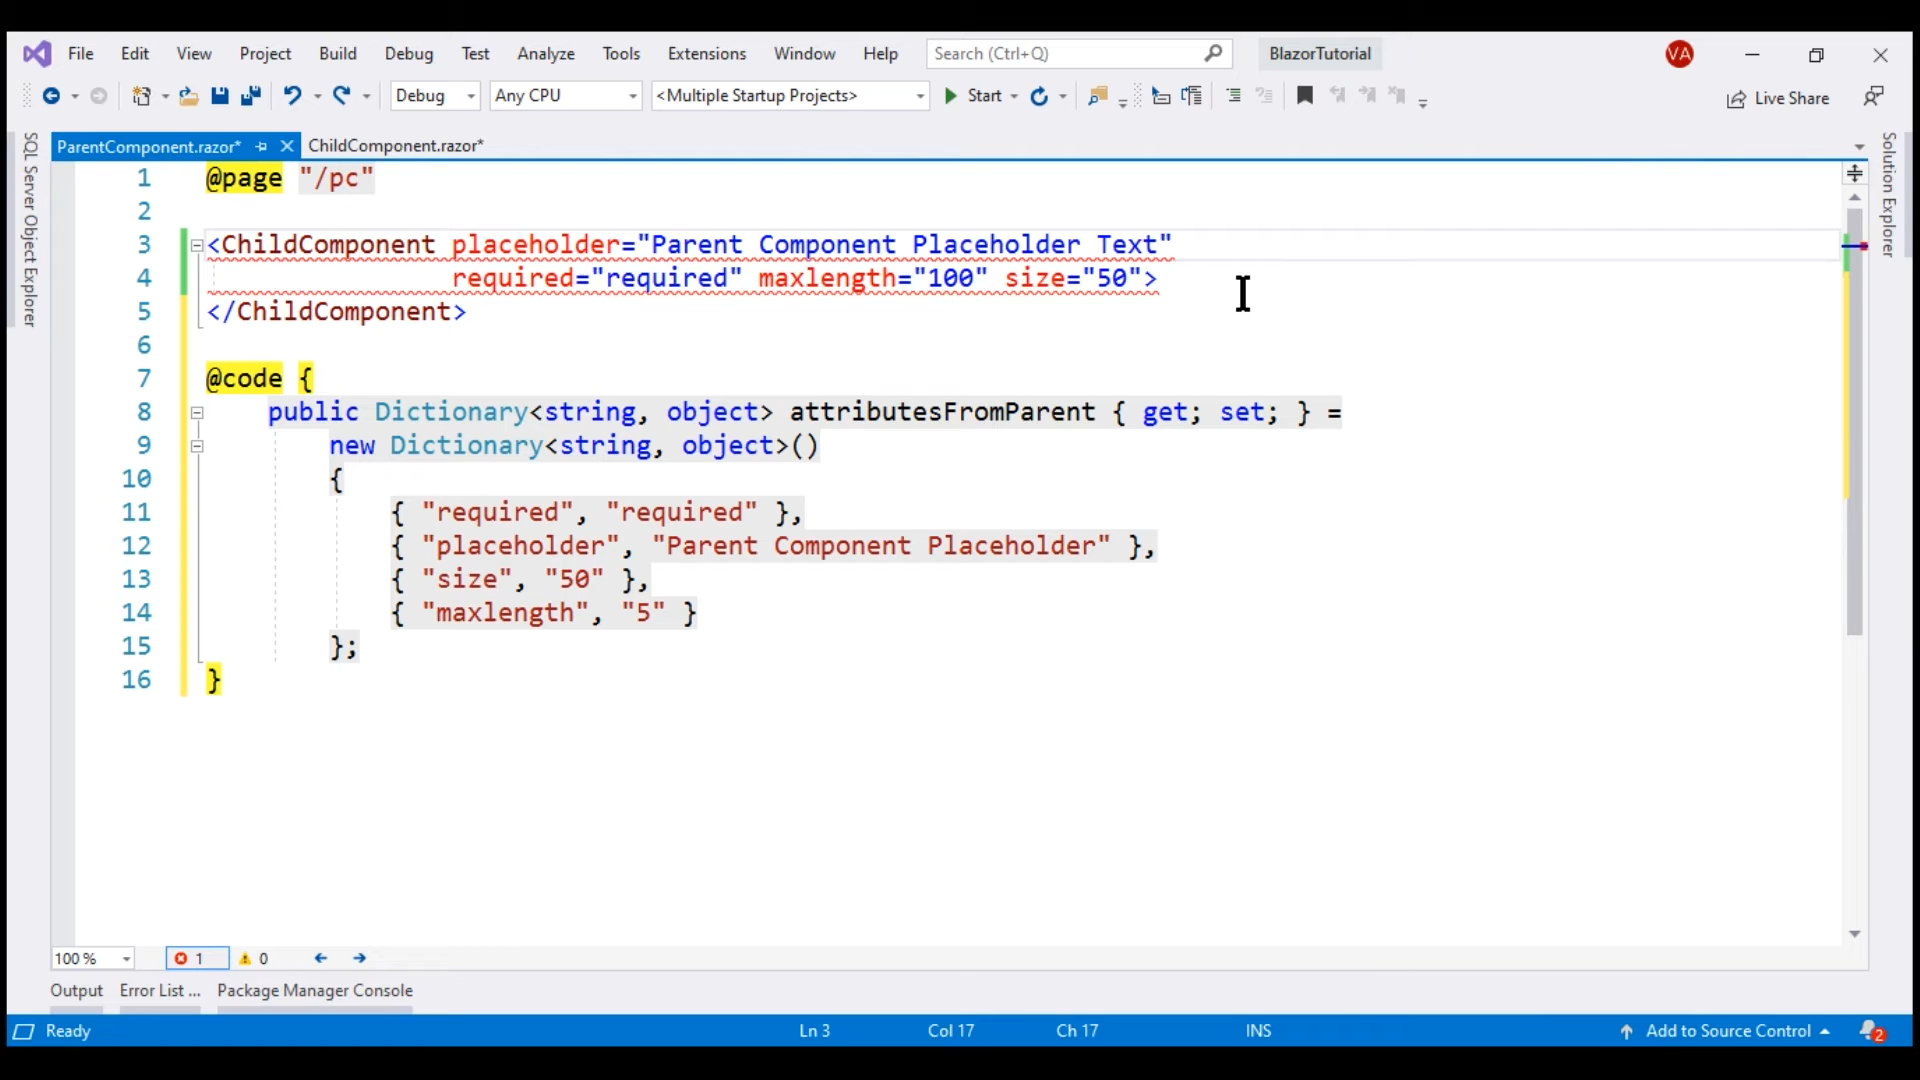 File Edit View Project Build Debug Test Analyze Tools Extensions Window Help Search (Ctrl+Q) BlazorTutorial VA
Debug Any CPU <Multiple Startup Projects> Start Live Share
SQL Server Object Explorer
ParentComponent.razor* ChildComponent.razor*
Solution Explorer
1 @page "/pc"
2
3 <ChildComponent placeholder="Parent Component Placeholder Text"
4 required="required" maxlength="100" size="50">
5 </ChildComponent>
6
7 @code {
8 public Dictionary<string, object> attributesFromParent { get; set; } =
9 new Dictionary<string, object>()
10 {
11 { "required", "required" },
12 { "placeholder", "Parent Component Placeholder" },
13 { "size", "50" },
14 { "maxlength", "5" }
15 };
16 }
100 % 1 0
Output Error List ... Package Manager Console
Ready Ln 3 Col 17 Ch 17 INS Add to Source Control 2